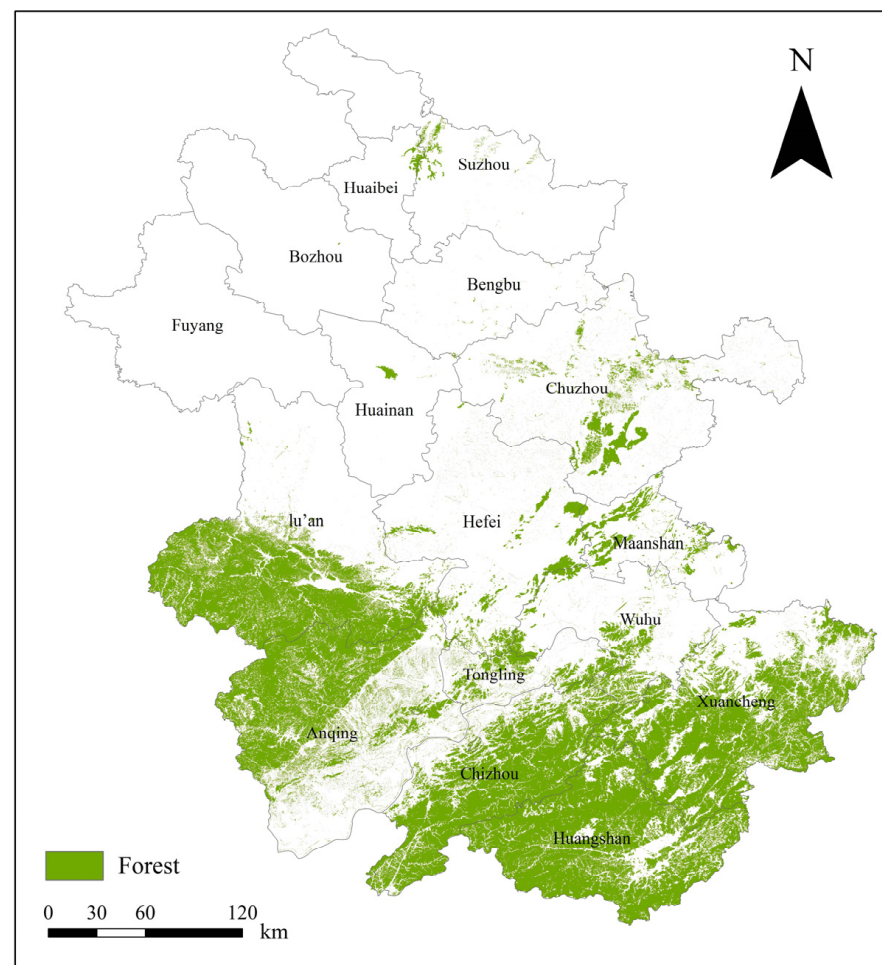 N
Suzhou
Huaibei
Bozhou
Bengbu
Fuyang
Chuzhou
Huainan
lu'an
Hefei
Maanshan
Wuhu
Tongling
Xuancheng
Anqing
Chizhou
Huangshan
Forest
0 30 60 120
km